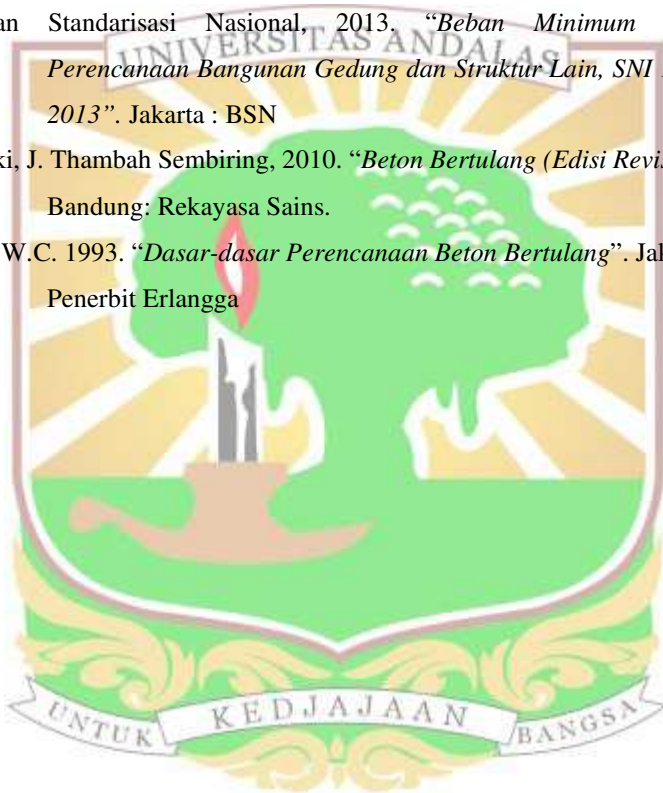 an Standarisasi Nasional, 2013. “Beban Minimum
UNIVERSITAS ANDALAS
Perencanaan Bangunan Gedung dan Struktur Lain, SNI
2013”. Jakarta : BSN
ki, J. Thambah Sembiring, 2010. “Beton Bertulang (Edisi Revis
Bandung: Rekayasa Sains.
W.C. 1993. “Dasar-dasar Perencanaan Beton Bertulang”. Jak
Penerbit Erlangga
UNTUK KEDJAJAAN BANGSA